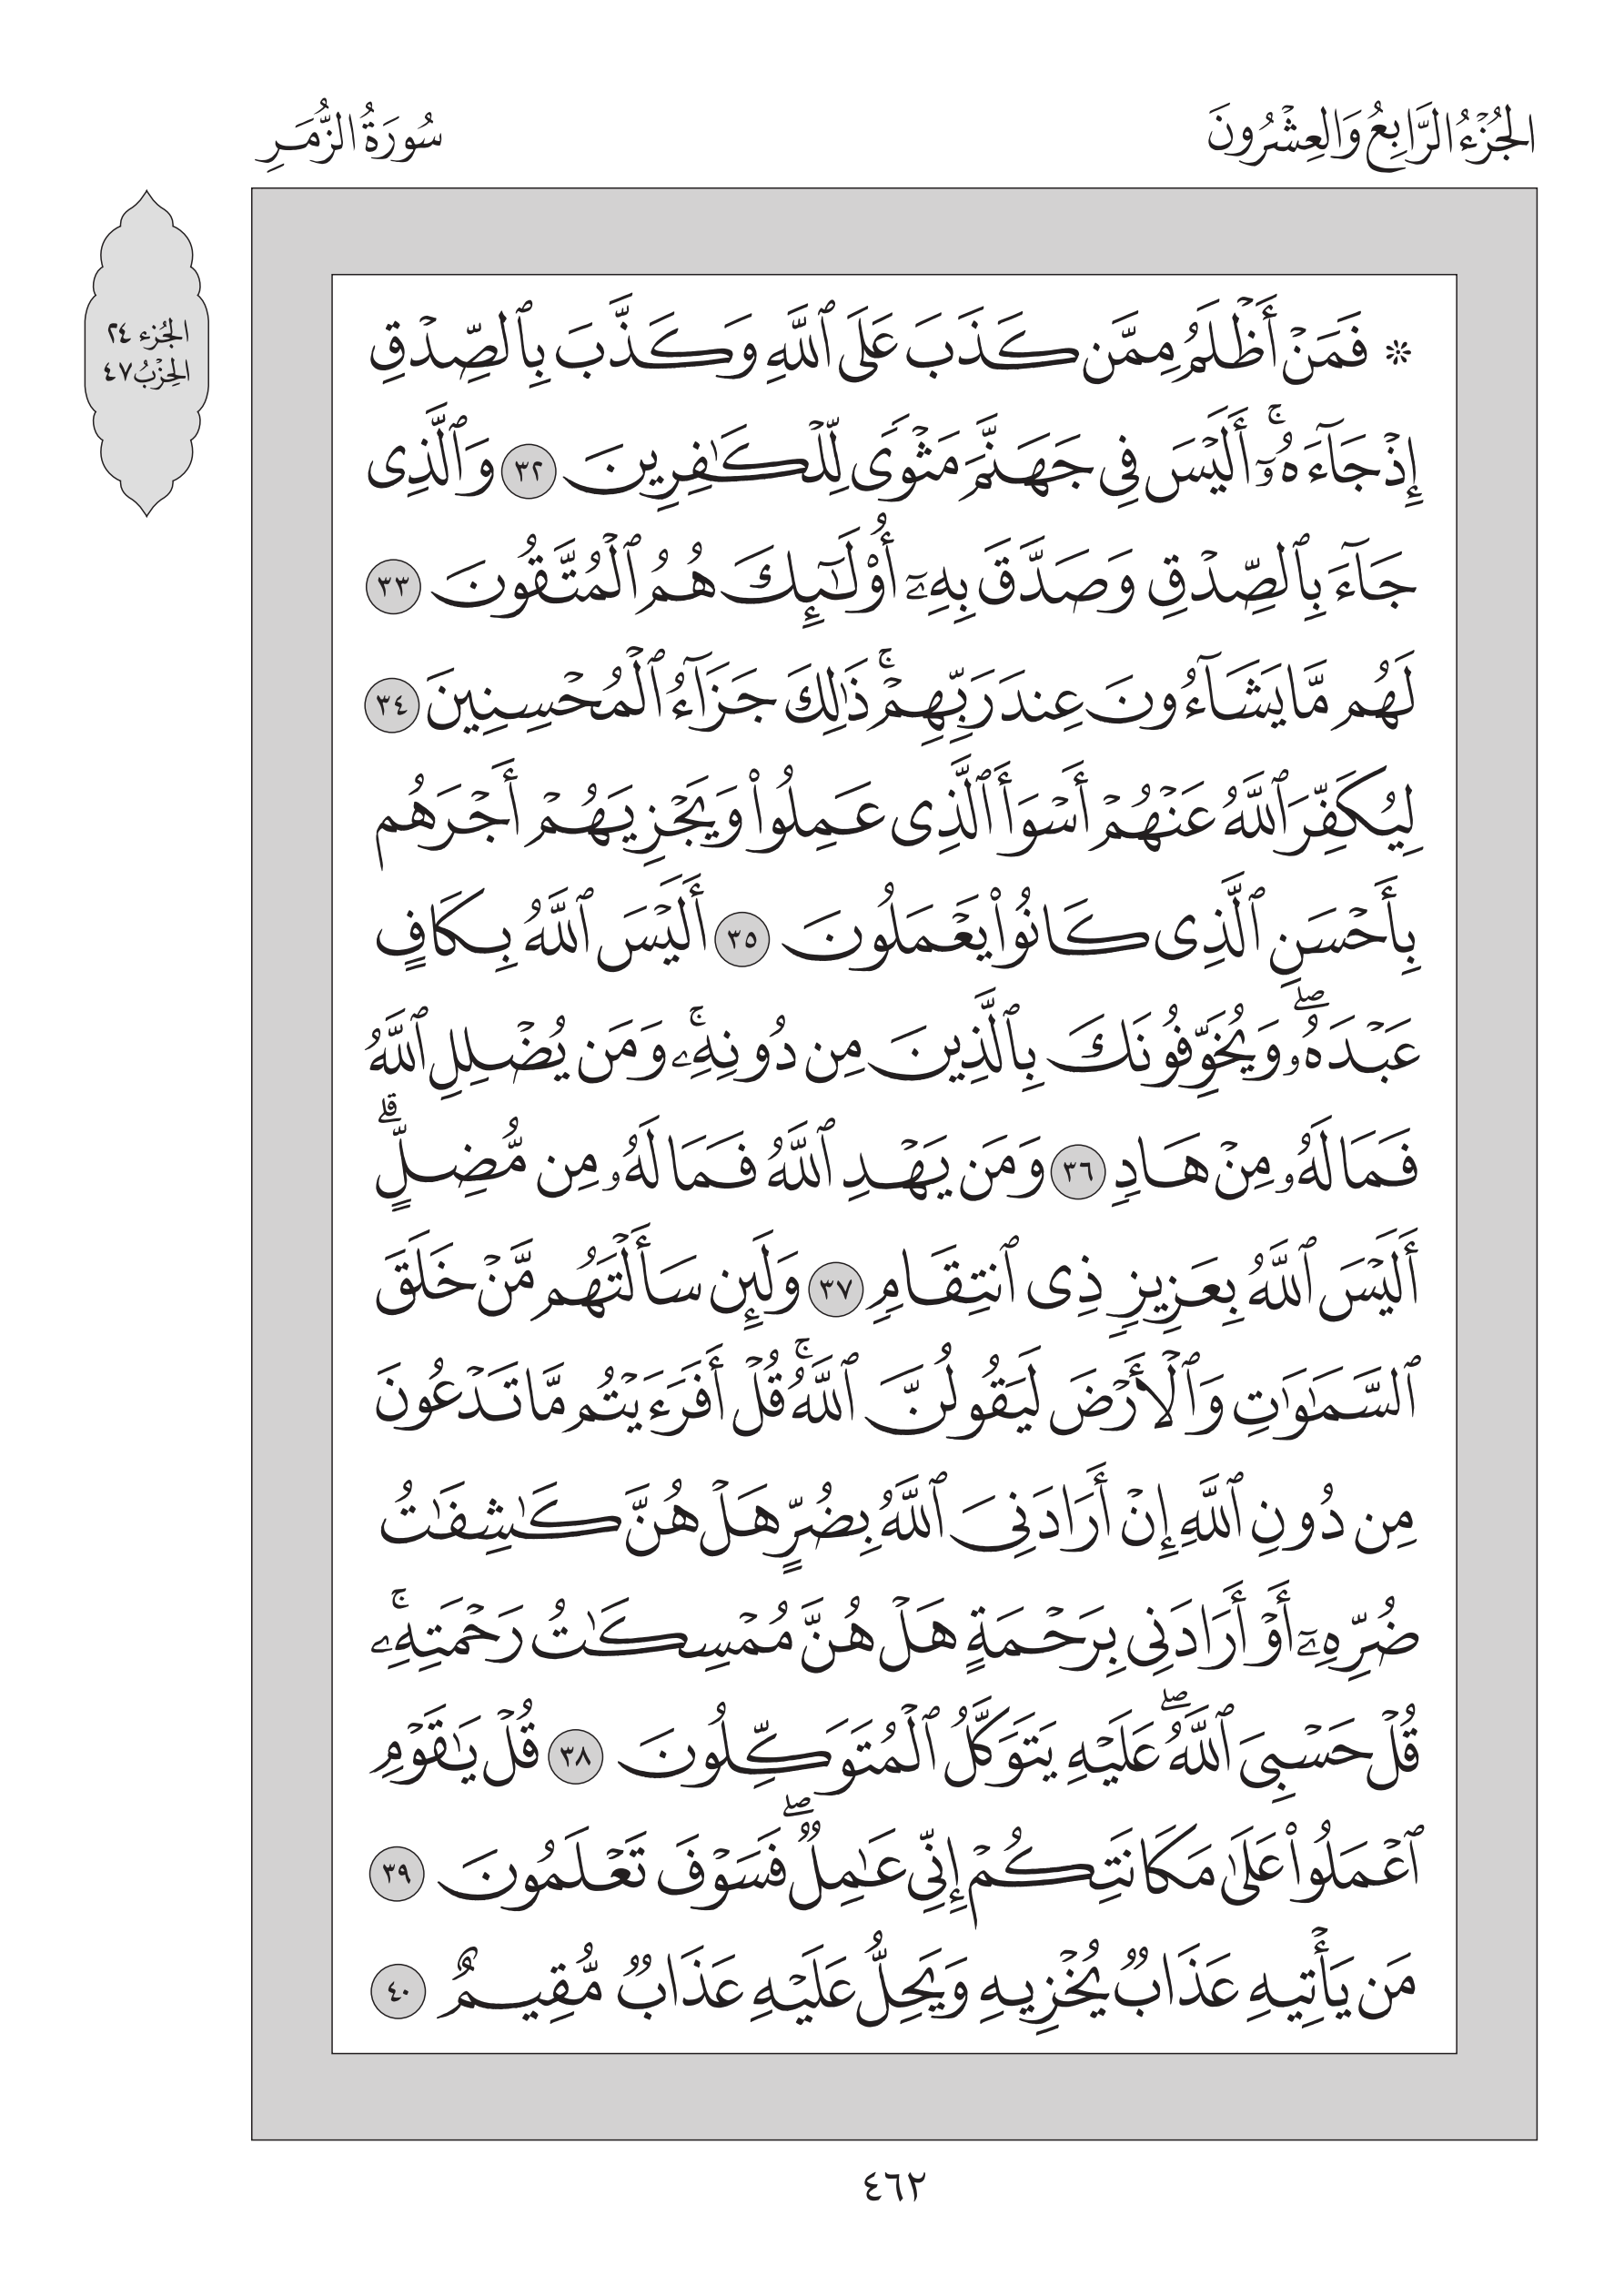 الجُزْءُ الرَّابِعُ وَالعِشْرُونَ
سُورَةُ الزُّمَرِ
الجُزء ٢٤
الحِزْبُ ٤٧
۞ فَمَنْ أَظْلَمُ مِمَّن كَذَبَ عَلَى ٱللَّهِ وَكَذَّبَ بِٱلصِّدْقِ
إِذْ جَآءَهُۥٓۚ أَلَيْسَ فِى جَهَنَّمَ مَثْوًى لِّلْكَٰفِرِينَ ٣٢ وَٱلَّذِى
جَآءَ بِٱلصِّدْقِ وَصَدَّقَ بِهِۦٓ أُو۟لَٰٓئِكَ هُمُ ٱلْمُتَّقُونَ ٣٣
لَهُم مَّا يَشَآءُونَ عِندَ رَبِّهِمْۚ ذَٰلِكَ جَزَآءُ ٱلْمُحْسِنِينَ ٣٤
لِيُكَفِّرَ ٱللَّهُ عَنْهُمْ أَسْوَأَ ٱلَّذِى عَمِلُوا۟ وَيَجْزِيَهُمْ أَجْرَهُم
بِأَحْسَنِ ٱلَّذِى كَانُوا۟ يَعْمَلُونَ ٣٥ أَلَيْسَ ٱللَّهُ بِكَافٍ
عَبْدَهُۥۖ وَيُخَوِّفُونَكَ بِٱلَّذِينَ مِن دُونِهِۦۚ وَمَن يُضْلِلِ ٱللَّهُ
فَمَا لَهُۥ مِنْ هَادٍ ٣٦ وَمَن يَهْدِ ٱللَّهُ فَمَا لَهُۥ مِن مُّضِلٍّۗ
أَلَيْسَ ٱللَّهُ بِعَزِيزٍ ذِى ٱنتِقَامٍ ٣٧ وَلَئِن سَأَلْتَهُم مَّنْ خَلَقَ
ٱلسَّمَٰوَٰتِ وَٱلْأَرْضَ لَيَقُولُنَّ ٱللَّهُۚ قُلْ أَفَرَءَيْتُم مَّا تَدْعُونَ
مِن دُونِ ٱللَّهِ إِنْ أَرَادَنِىَ ٱللَّهُ بِضُرٍّ هَلْ هُنَّ كَٰشِفَٰتُ
ضُرِّهِۦٓ أَوْ أَرَادَنِى بِرَحْمَةٍ هَلْ هُنَّ مُمْسِكَٰتُ رَحْمَتِهِۦۚ
قُلْ حَسْبِىَ ٱللَّهُۖ عَلَيْهِ يَتَوَكَّلُ ٱلْمُتَوَكِّلُونَ ٣٨ قُلْ يَٰقَوْمِ
ٱعْمَلُوا۟ عَلَىٰ مَكَانَتِكُمْ إِنِّى عَٰمِلٌۖ فَسَوْفَ تَعْلَمُونَ ٣٩
مَن يَأْتِيهِ عَذَابٌ يُخْزِيهِ وَيَحِلُّ عَلَيْهِ عَذَابٌ مُّقِيمٌ ٤٠
٤٦٢